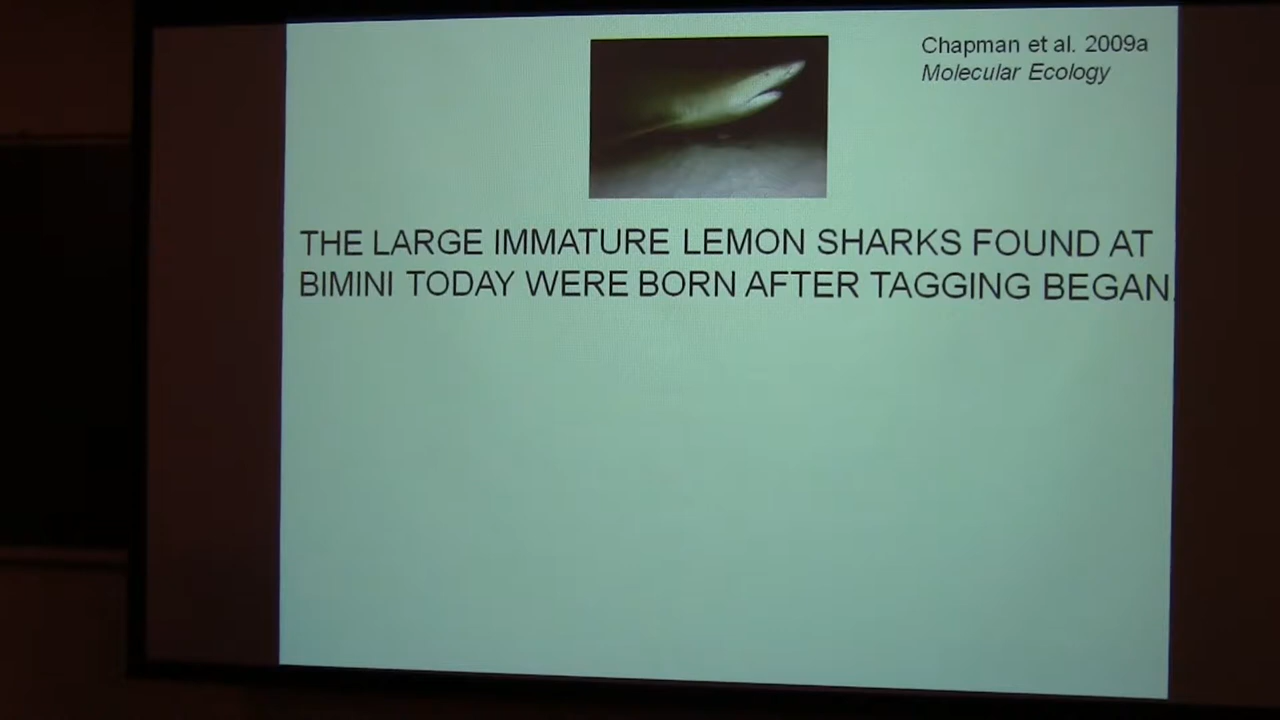 Chapman et al. 2009a
Molecular Ecology
THE LARGE IMMATURE LEMON SHARKS FOUND AT
BIMINI TODAY WERE BORN AFTER TAGGING BEGAN.